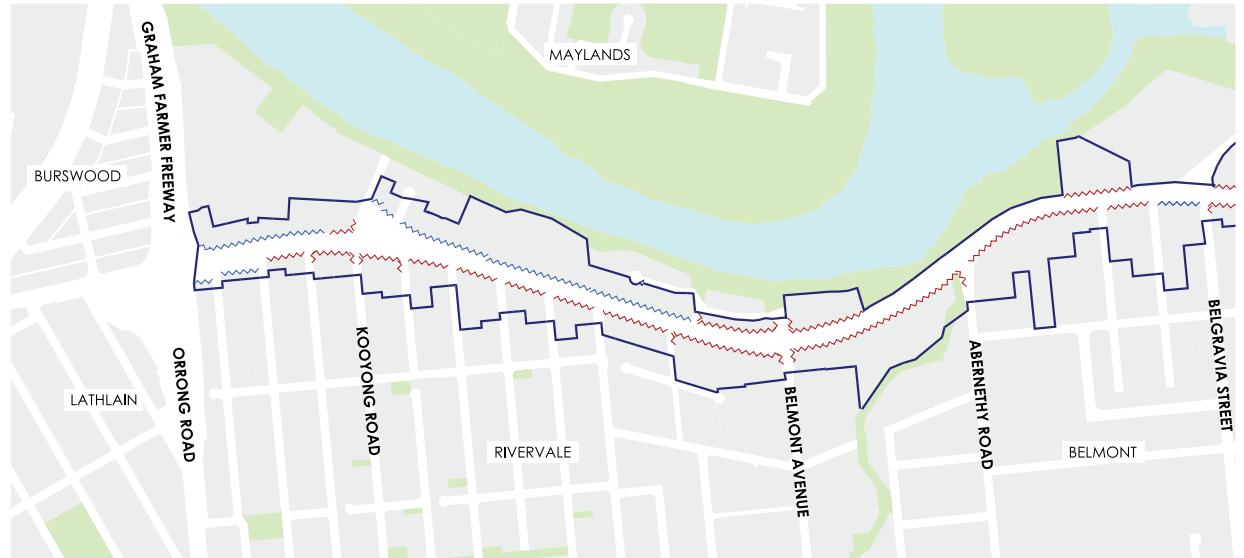 MAYLANDS
GRAHAM FARMER FREEWAY
BURSWOOD
ORRONG ROAD
KOOYONG ROAD
LATHLAIN
RIVERVALE
BELMONT AVENUE
ABERNETHY ROAD
BELMONT
BELGRAVIA STREET